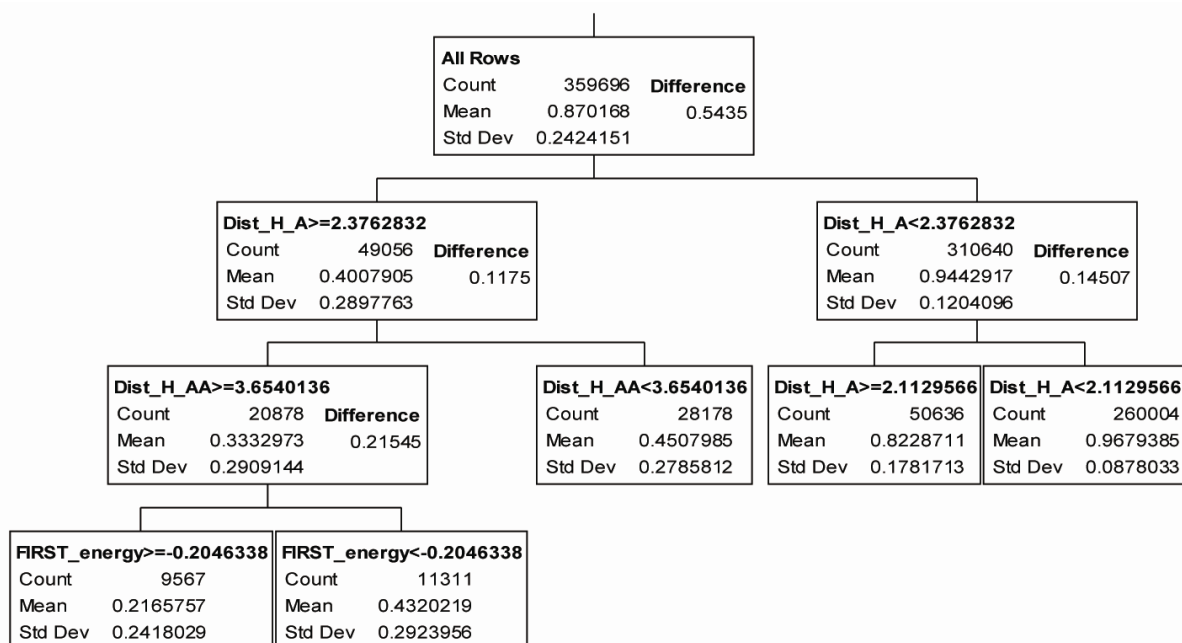 All Rows
Count 359696 Difference
Mean 0.870168 0.5435
Std Dev 0.2424151
Dist_H_A>=2.3762832
Count 49056 Difference
Mean 0.4007905 0.1175
Std Dev 0.2897763
Dist_H_A<2.3762832
Count 310640 Difference
Mean 0.9442917 0.14507
Std Dev 0.1204096
Dist_H_AA>=3.6540136
Count 20878 Difference
Mean 0.3332973 0.21545
Std Dev 0.2909144
Dist_H_AA<3.6540136
Count 28178
Mean 0.4507985
Std Dev 0.2785812
Dist_H_A>=2.1129566
Count 50636
Mean 0.8228711
Std Dev 0.1781713
Dist_H_A<2.1129566
Count 260004
Mean 0.9679385
Std Dev 0.0878033
FIRST_energy>=-0.2046338
Count 9567
Mean 0.2165757
Std Dev 0.2418029
FIRST_energy<-0.2046338
Count 11311
Mean 0.4320219
Std Dev 0.2923956